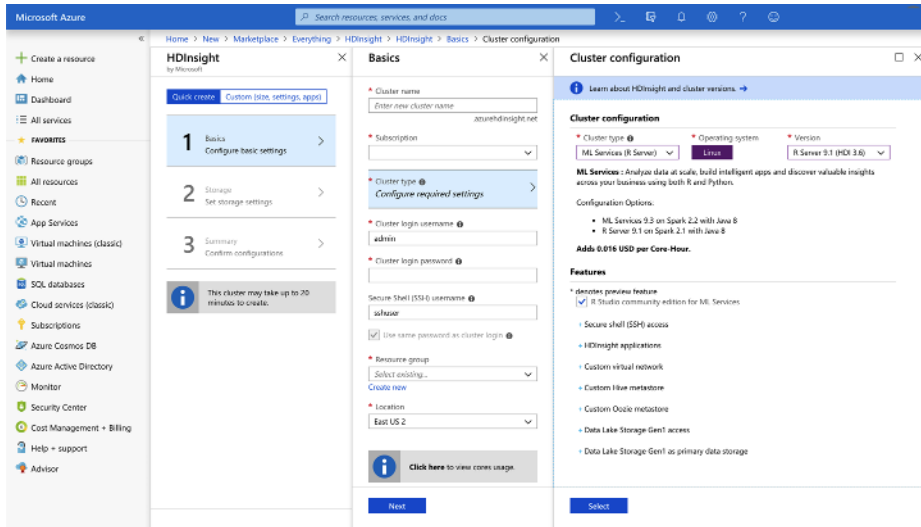 Microsoft Azure
Search resources, services, and docs
Home > New > Marketplace > Everything > HDInsight > HDInsight > Basics > Cluster configuration
Create a resource
Home
Dashboard
All services
FAVORITES
Resource groups
All resources
Recent
App Services
Virtual machines (classic)
Virtual machines
SQL databases
Cloud services (classic)
Subscriptions
Azure Cosmos DB
Azure Active Directory
Monitor
Security Center
Cost Management + Billing
Help + support
Advisor
HDInsight
by Microsoft
Quick create
Custom (size, settings, apps)
1
Basics
Configure basic settings
2
Storage
Set storage settings
3
Summary
Confirm configurations
This cluster may take up to 20
minutes to create.
Basics
* Cluster name
Enter new cluster name
.azurehdinsight.net
* Subscription
* Cluster type
Configure required settings
* Cluster login username
admin
* Cluster login password
Secure Shell (SSH) username
sshuser
Use same password as cluster login
* Resource group
Select existing...
Create new
* Location
East US 2
Click here to view cores usage.
Next
Cluster configuration
Learn about HDInsight and cluster versions.
Cluster configuration
* Cluster type
* Operating system
* Version
ML Services (R Server)
Linux
R Server 9.1 (HDI 3.6)
ML Services : Analyze data at scale, build intelligent apps and discover valuable insights
across your business using both R and Python.
Configuration Options:
• ML Services 9.3 on Spark 2.2 with Java 8
• R Server 9.1 on Spark 2.1 with Java 8
Adds 0.016 USD per Core-Hour.
Features
* denotes preview feature
R Studio community edition for ML Services
+ Secure shell (SSH) access
+ HDInsight applications
+ Custom virtual network
+ Custom Hive metastore
+ Custom Oozie metastore
+ Data Lake Storage Gen1 access
+ Data Lake Storage Gen1 as primary data storage
Select